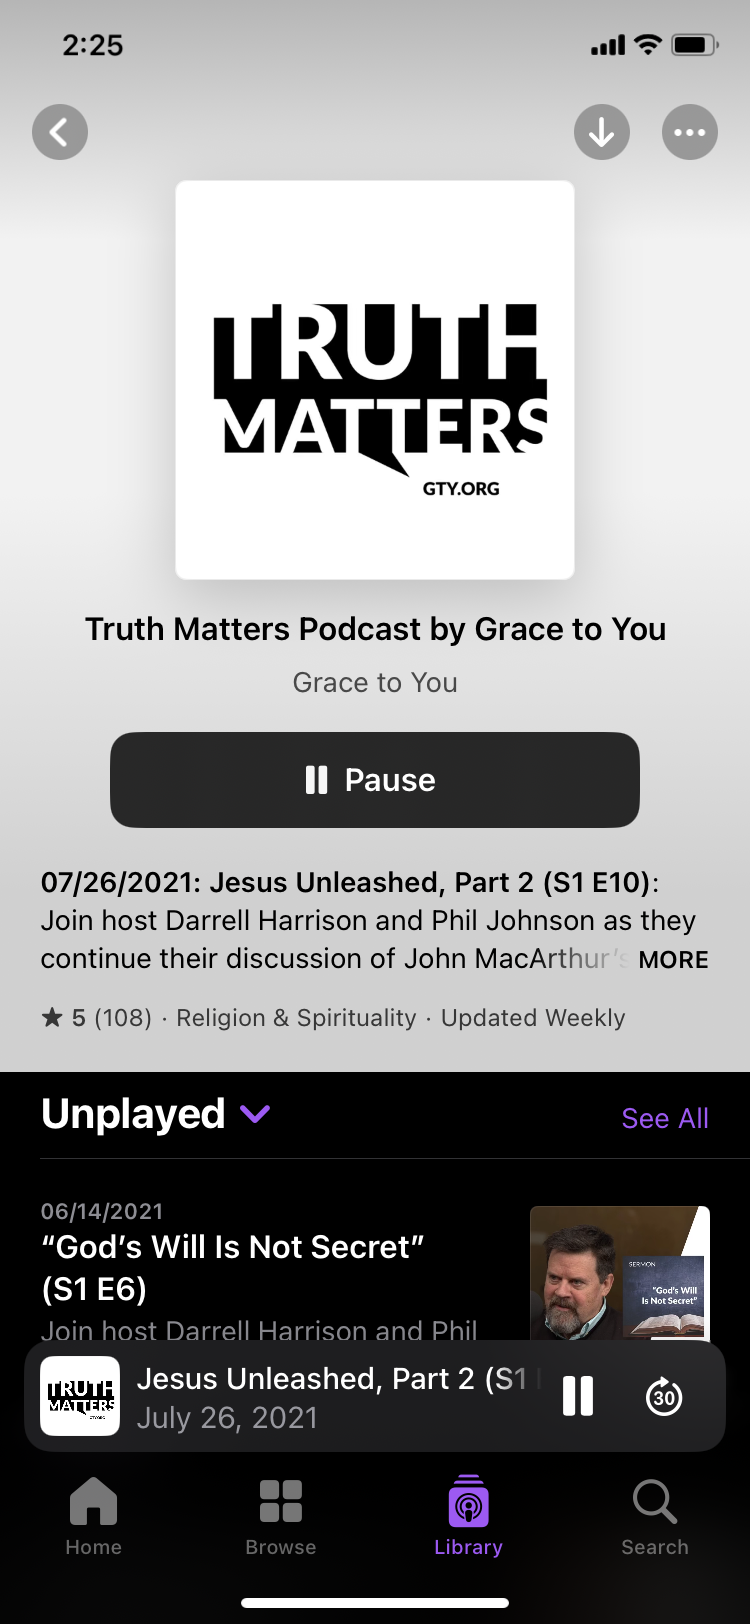 2:25
TRUTH
MATTERS
GTY.ORG
Truth Matters Podcast by Grace to You
Grace to You
Pause
07/26/2021: Jesus Unleashed, Part 2 (S1 E10):
Join host Darrell Harrison and Phil Johnson as they
continue their discussion of John MacArthur's MORE
★ 5 (108) · Religion & Spirituality · Updated Weekly
Unplayed
See All
06/14/2021
“God’s Will Is Not Secret”
(S1 E6)
Join host Darrell Harrison and Phil
SERMON
"God's Will
Is Not Secret"
TRUTH
MATTERS
GTY.ORG
Jesus Unleashed, Part 2 (S1
July 26, 2021
30
Home
Browse
Library
Search